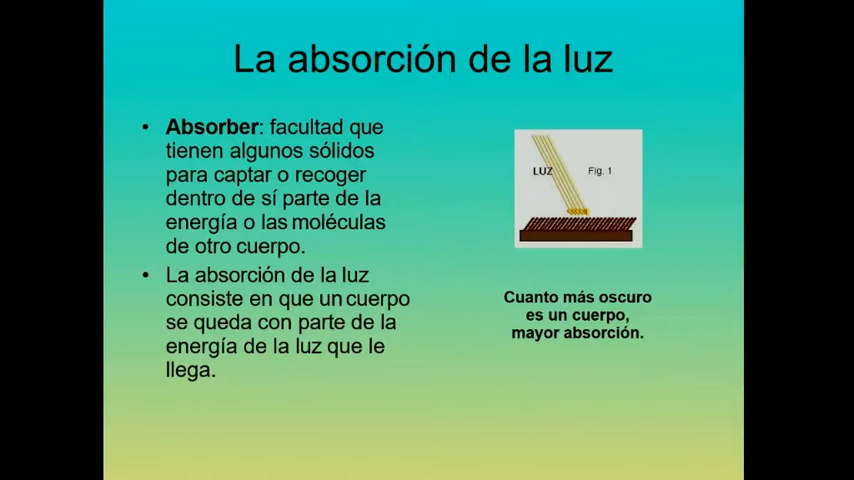 La absorción de la luz
• Absorber: facultad que
tienen algunos sólidos
para captar o recoger
dentro de sí parte de la
energía o las moléculas
de otro cuerpo.
• La absorción de la luz
consiste en que un cuerpo
se queda con parte de la
energía de la luz que le
llega.
LUZ Fig. 1
Cuanto más oscuro
es un cuerpo,
mayor absorción.